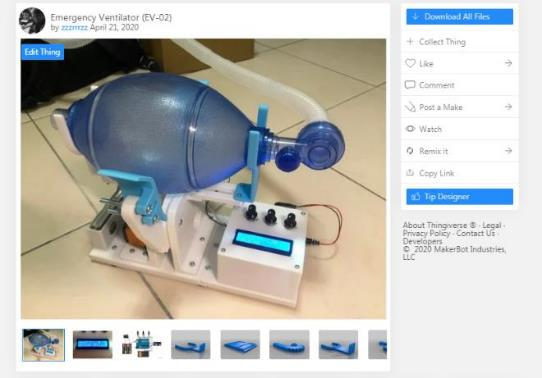 Emergency Ventilator (EV-02)
by zzzrrzz April 21, 2020
Edit Thing
Download All Files
Collect Thing
Like
Comment
Post a Make
Watch
Remix it
Copy Link
Tip Designer
About Thingiverse ® · Legal ·
Privacy Policy · Contact Us ·
Developers
© 2020 MakerBot Industries,
LLC